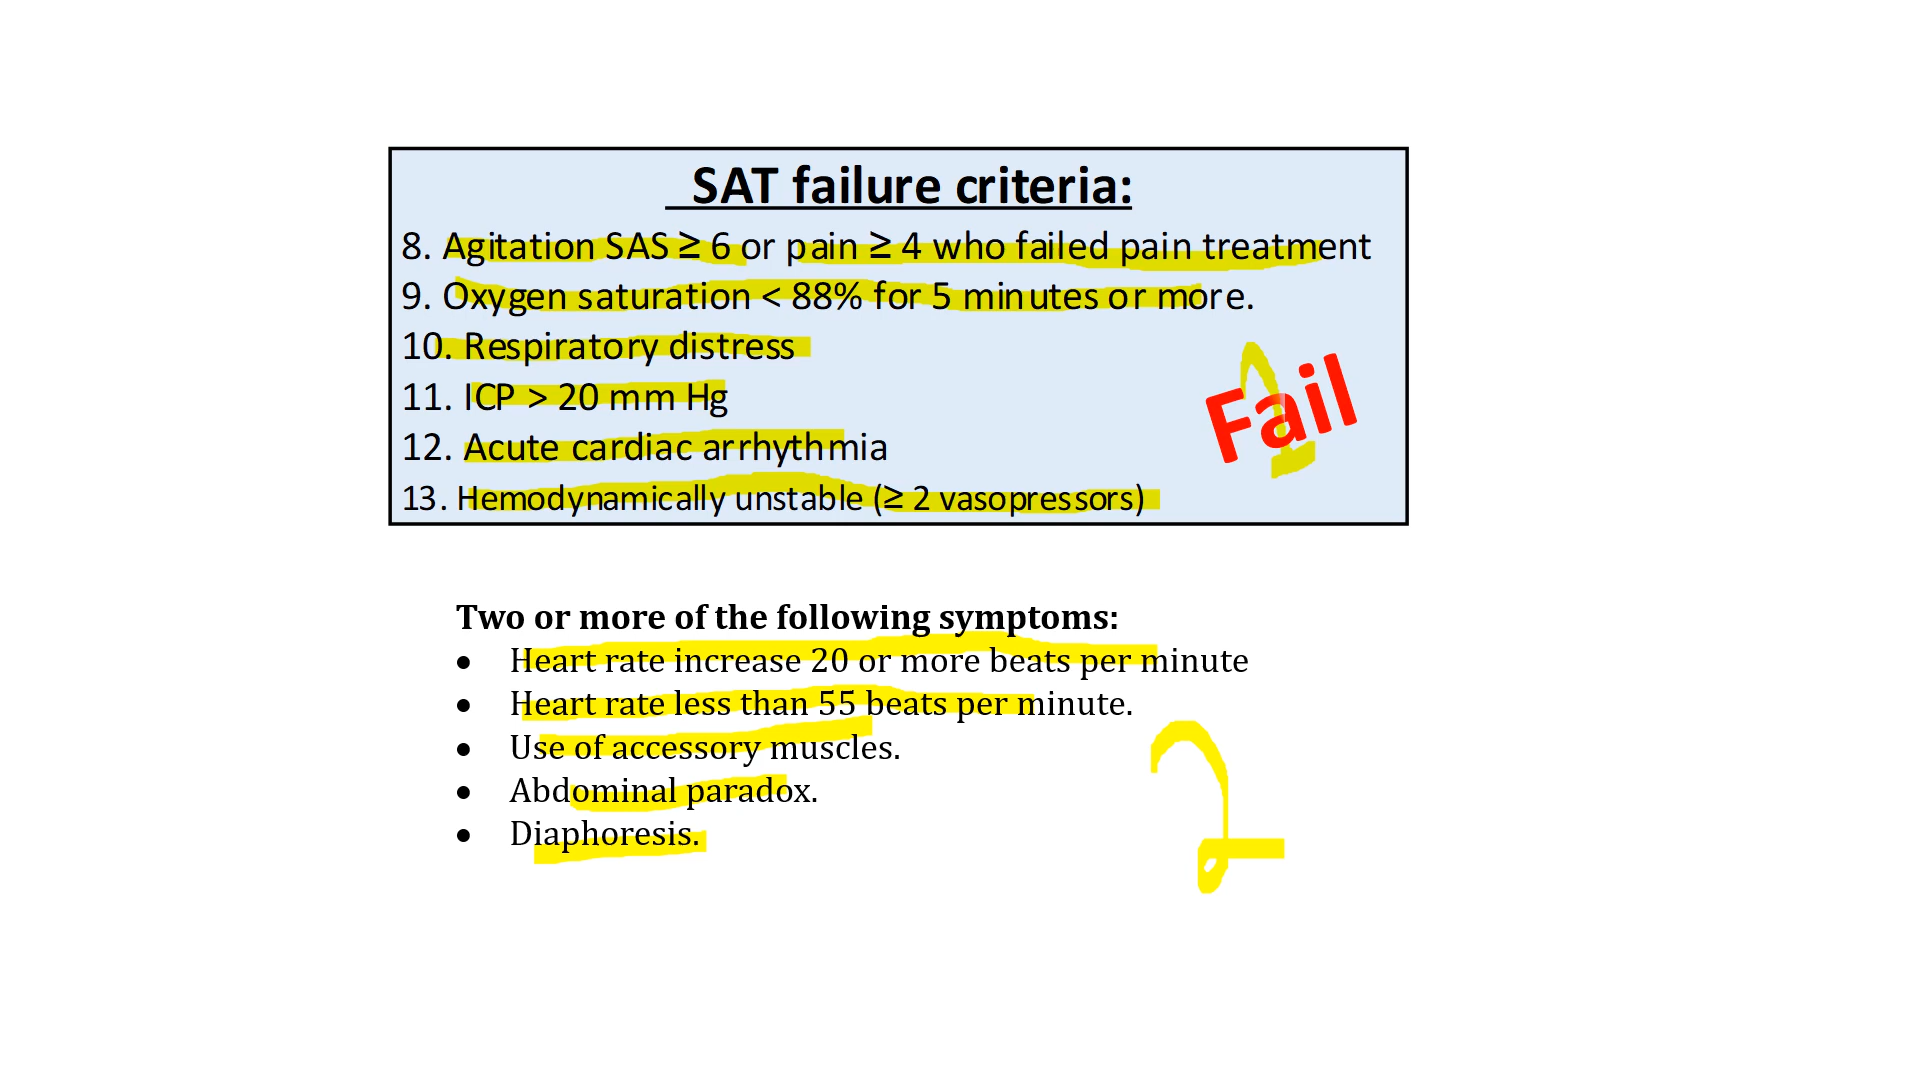 SAT failure criteria:
8. Agitation SAS ≥ 6 or pain ≥ 4 who failed pain treatment
9. Oxygen saturation < 88% for 5 minutes or more.
10. Respiratory distress
11. ICP > 20 mm Hg
12. Acute cardiac arrhythmia
13. Hemodynamically unstable (≥ 2 vasopressors)
Fail
Two or more of the following symptoms:
• Heart rate increase 20 or more beats per minute
• Heart rate less than 55 beats per minute.
• Use of accessory muscles.
• Abdominal paradox.
• Diaphoresis.
2